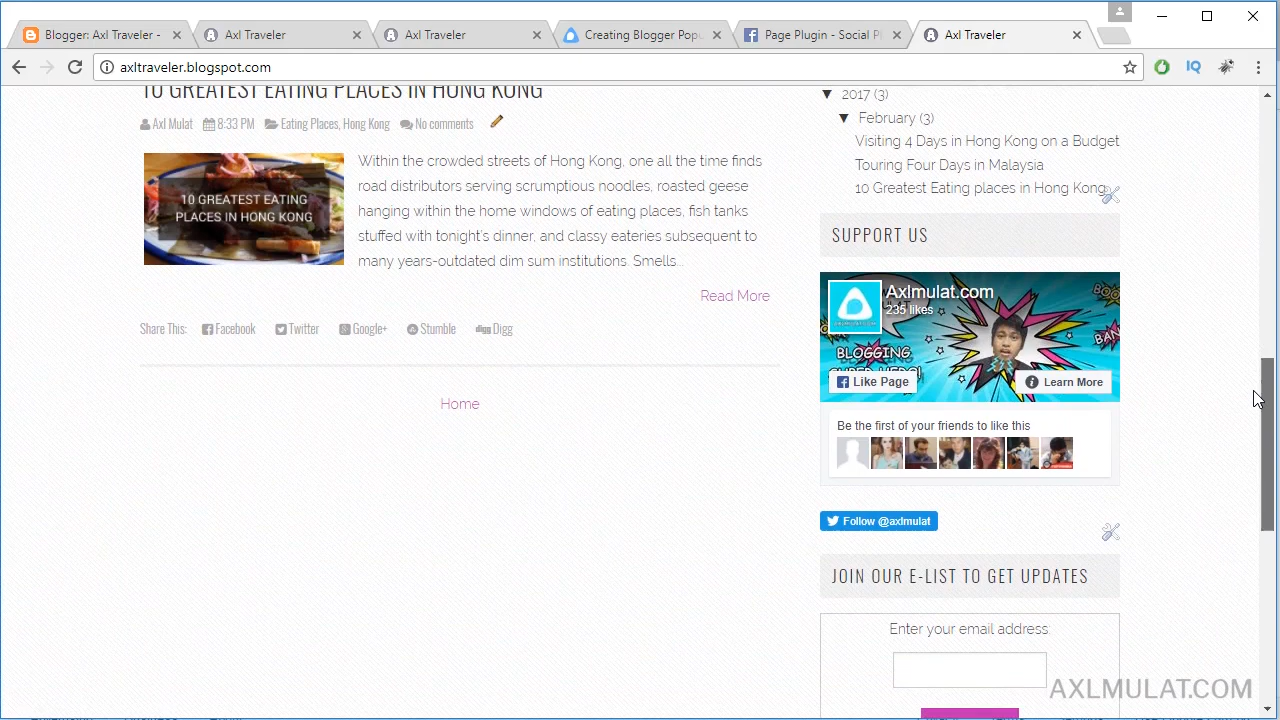 Blogger: Axl Traveler -
Axl Traveler
Axl Traveler
Creating Blogger Popu
Page Plugin - Social Pl
Axl Traveler
axltraveler.blogspot.com
IQ
10 GREATEST EATING PLACES IN HONG KONG
Axl Mulat 8:33 PM Eating Places, Hong Kong No comments
10 GREATEST EATING
PLACES IN HONG KONG
Within the crowded streets of Hong Kong, one all the time finds
road distributors serving scrumptious noodles, roasted geese
hanging within the home windows of eating places, fish tanks
stuffed with tonight's dinner, and classy eateries subsequent to
many years-outdated dim sum institutions. Smells...
Read More
Share This: Facebook Twitter Google+ Stumble digg Digg
Home
▼ 2017 (3)
▼ February (3)
Visiting 4 Days in Hong Kong on a Budget
Touring Four Days in Malaysia
10 Greatest Eating places in Hong Kong
SUPPORT US
Axlmulat.com
235 likes
BLOGGING
Like Page
Learn More
Be the first of your friends to like this
Follow @axlmulat
JOIN OUR E-LIST TO GET UPDATES
Enter your email address:
AXLMULAT.COM